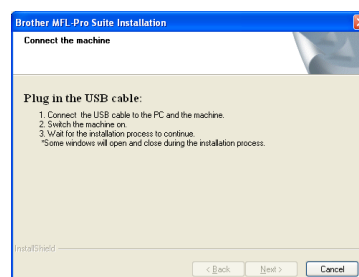 Brother MFL-Pro Suite Installation
Connect the machine
Plug in the USB cable:
1. Connect the USB cable to the PC and the machine.
2. Switch the machine on.
3. Wait for the installation process to continue.
*Some windows will open and close during the installation process.
InstallShield
< Back Next > Cancel